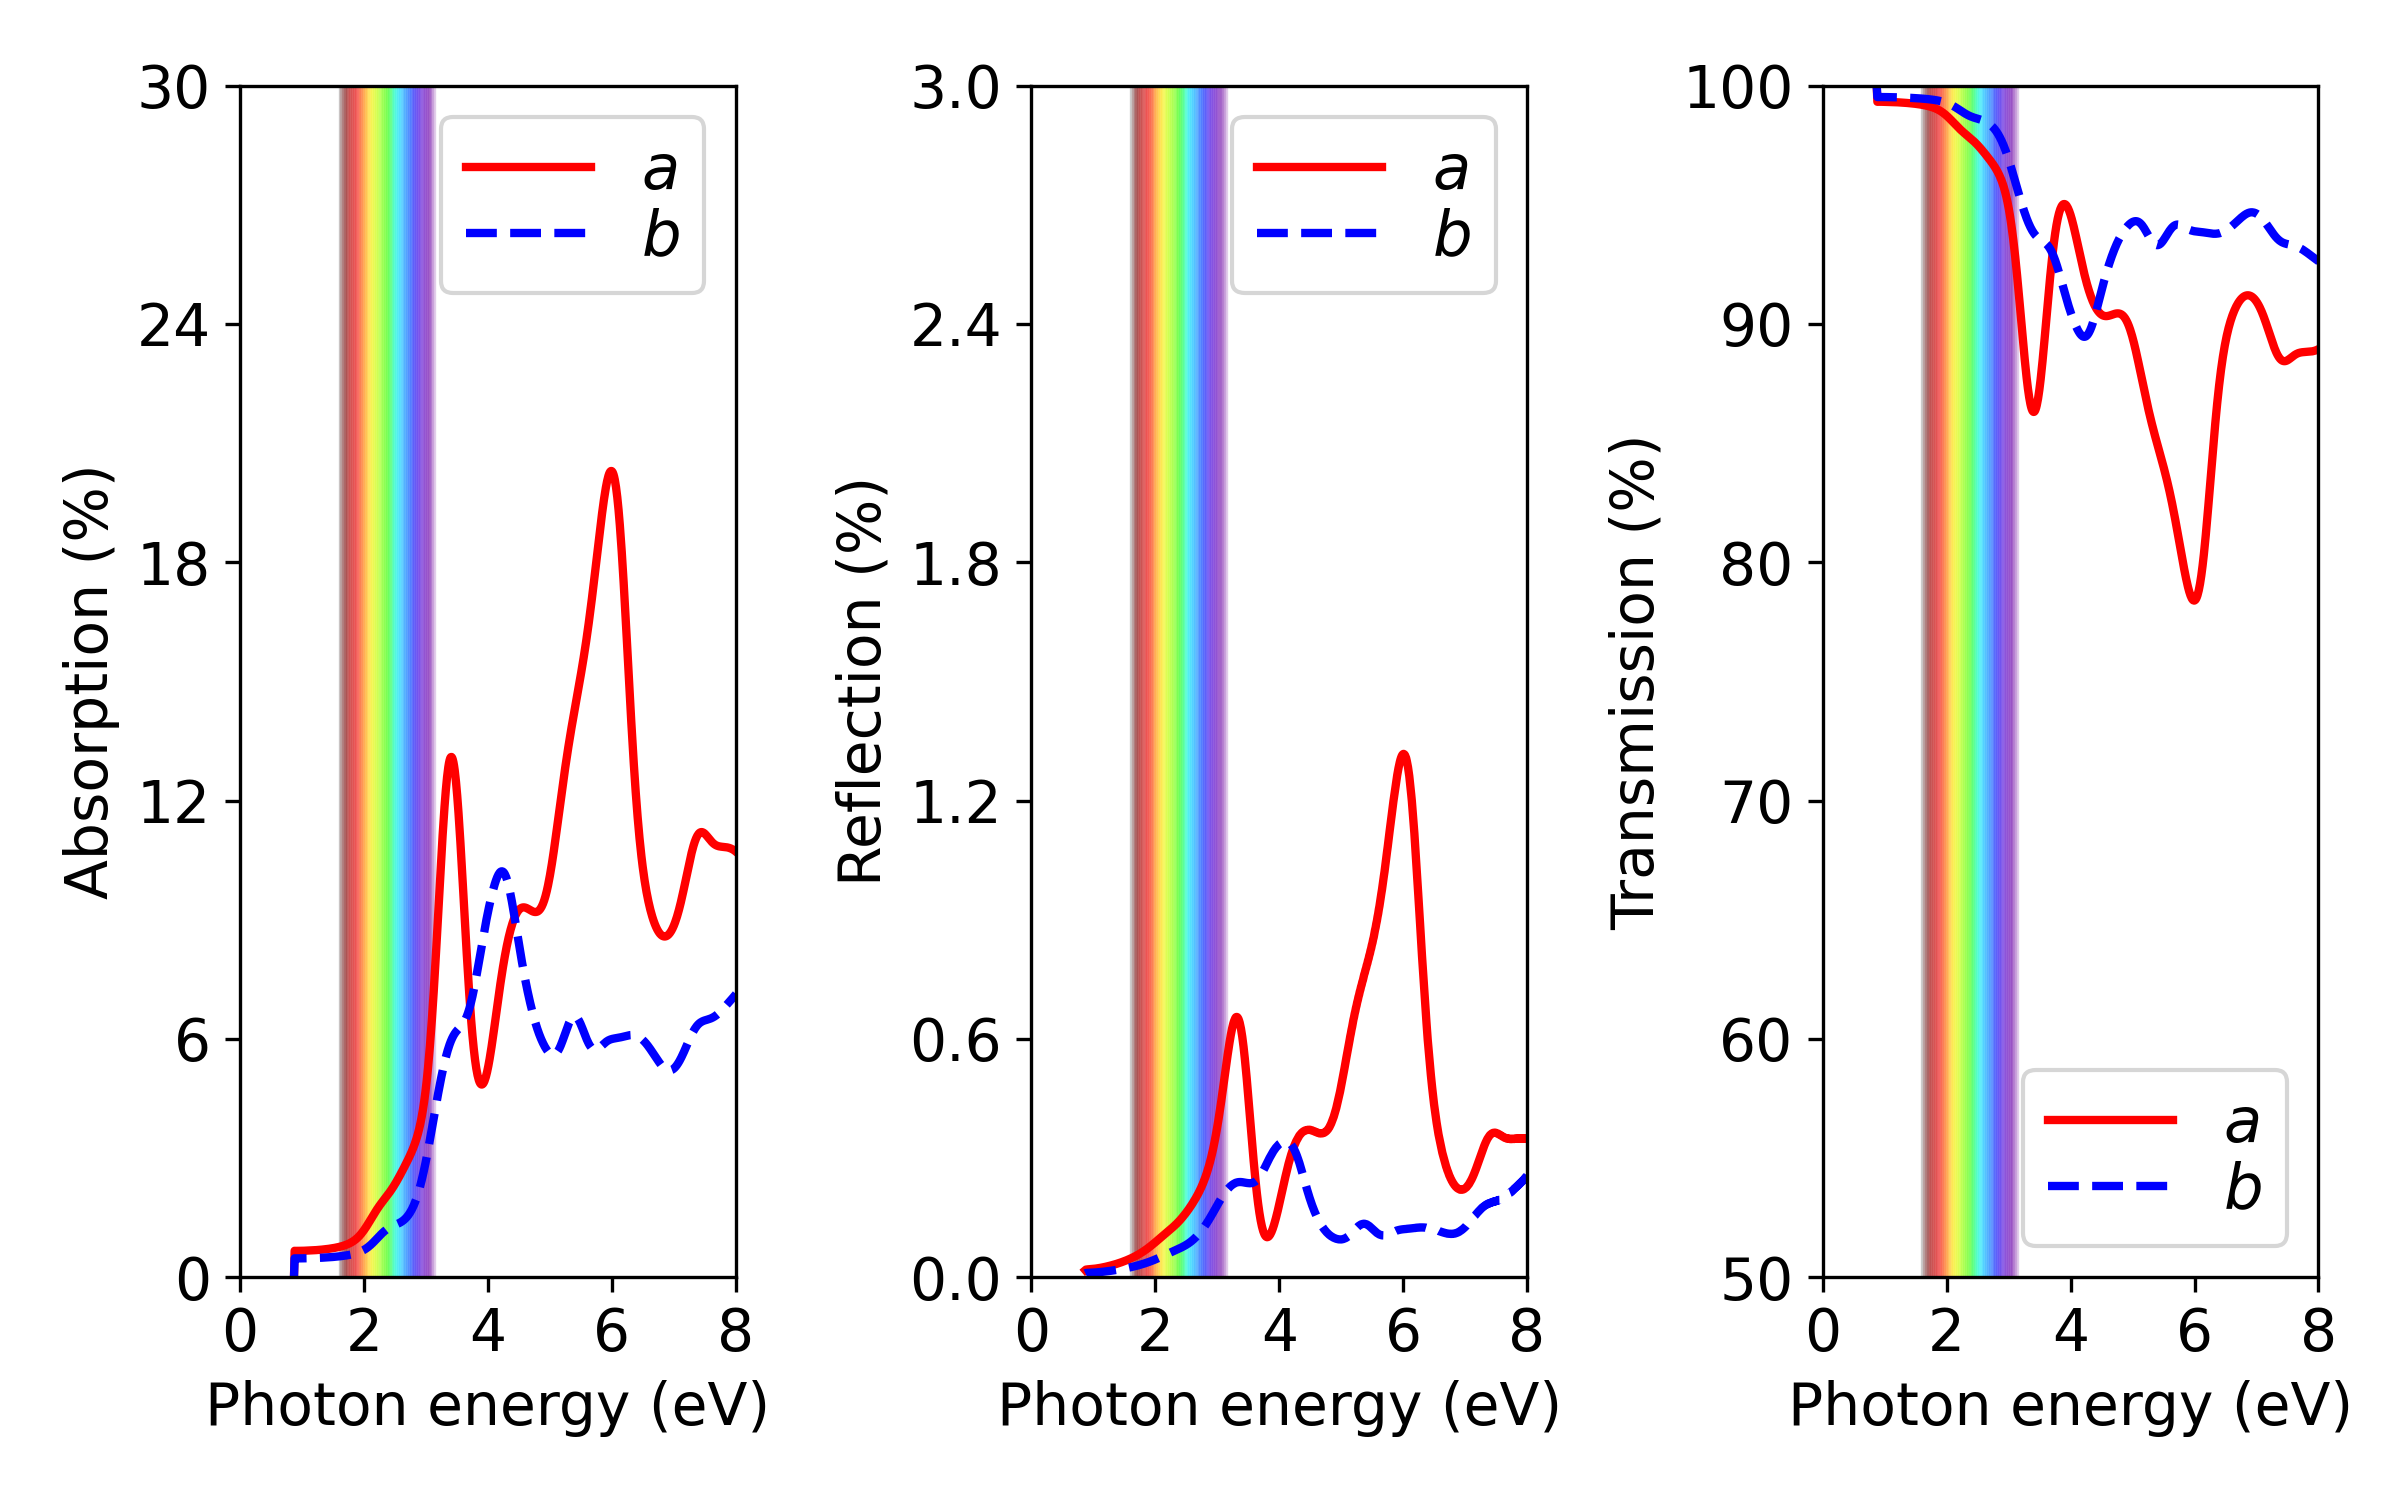 30
24
18
12
6
0
0 2 4 6 8
Absorption (%)
Photon energy (eV)
a
b
3.0
2.4
1.8
1.2
0.6
0.0
0 2 4 6 8
Reflection (%)
Photon energy (eV)
a
b
100
90
80
70
60
50
0 2 4 6 8
Transmission (%)
Photon energy (eV)
a
b